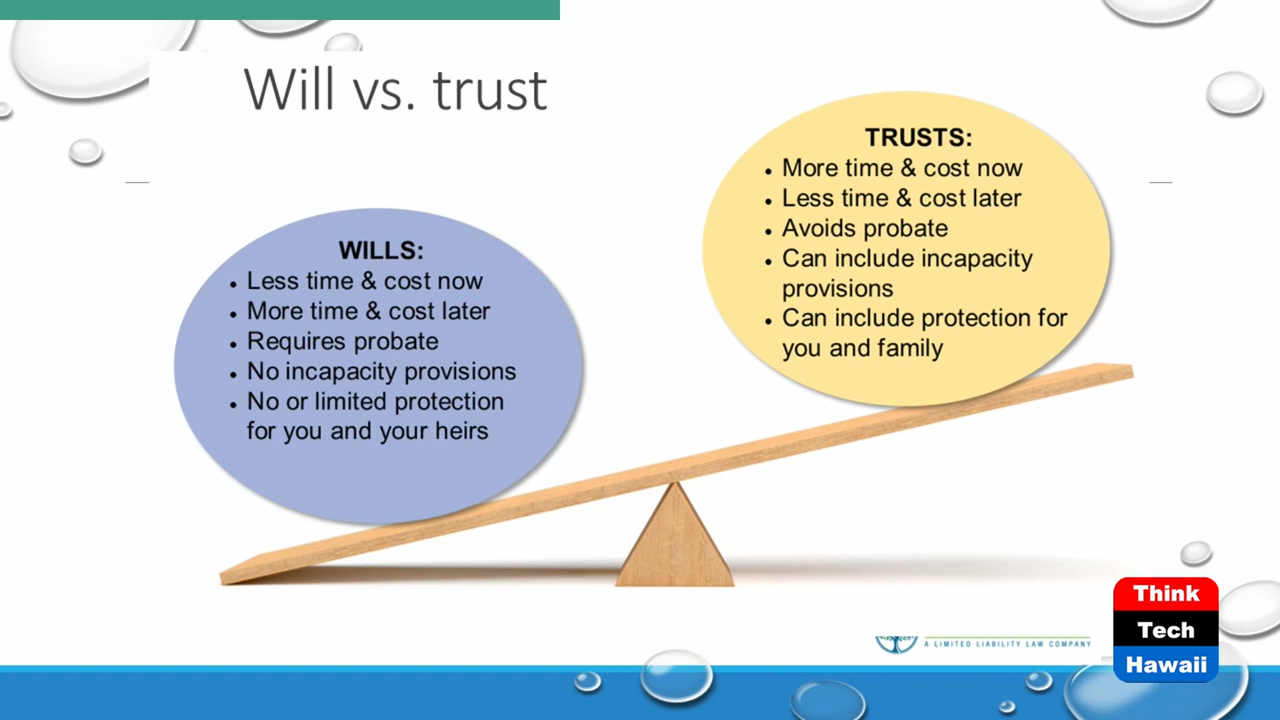 Will vs. trust
WILLS:
• Less time & cost now
• More time & cost later
• Requires probate
• No incapacity provisions
• No or limited protection
for you and your heirs
TRUSTS:
• More time & cost now
• Less time & cost later
• Avoids probate
• Can include incapacity
provisions
• Can include protection for
you and family
A LIMITED LIABILITY LAW COMPANY
Think
Tech
Hawaii